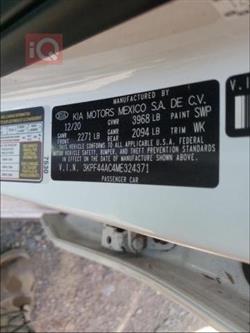 iQ
MANUFACTURED BY
KIA KIA MOTORS MEXICO S.A. DE C.V.
12/20 GVWR 3968 LB PAINT SWP
GAWR FRONT 2271 LB GAWR REAR 2094 LB TRIM WK
THIS VEHICLE CONFORMS TO ALL APPLICABLE U.S.A. FEDERAL
MOTOR VEHICLE SAFETY, BUMPER, AND THEFT PREVENTION
STANDARDS IN EFFECT ON THE DATE OF MANUFACTURE SHOWN ABOVE.
V.I.N. 3KPF44AC4ME324371
PASSENGER CAR
7530
V.I.N